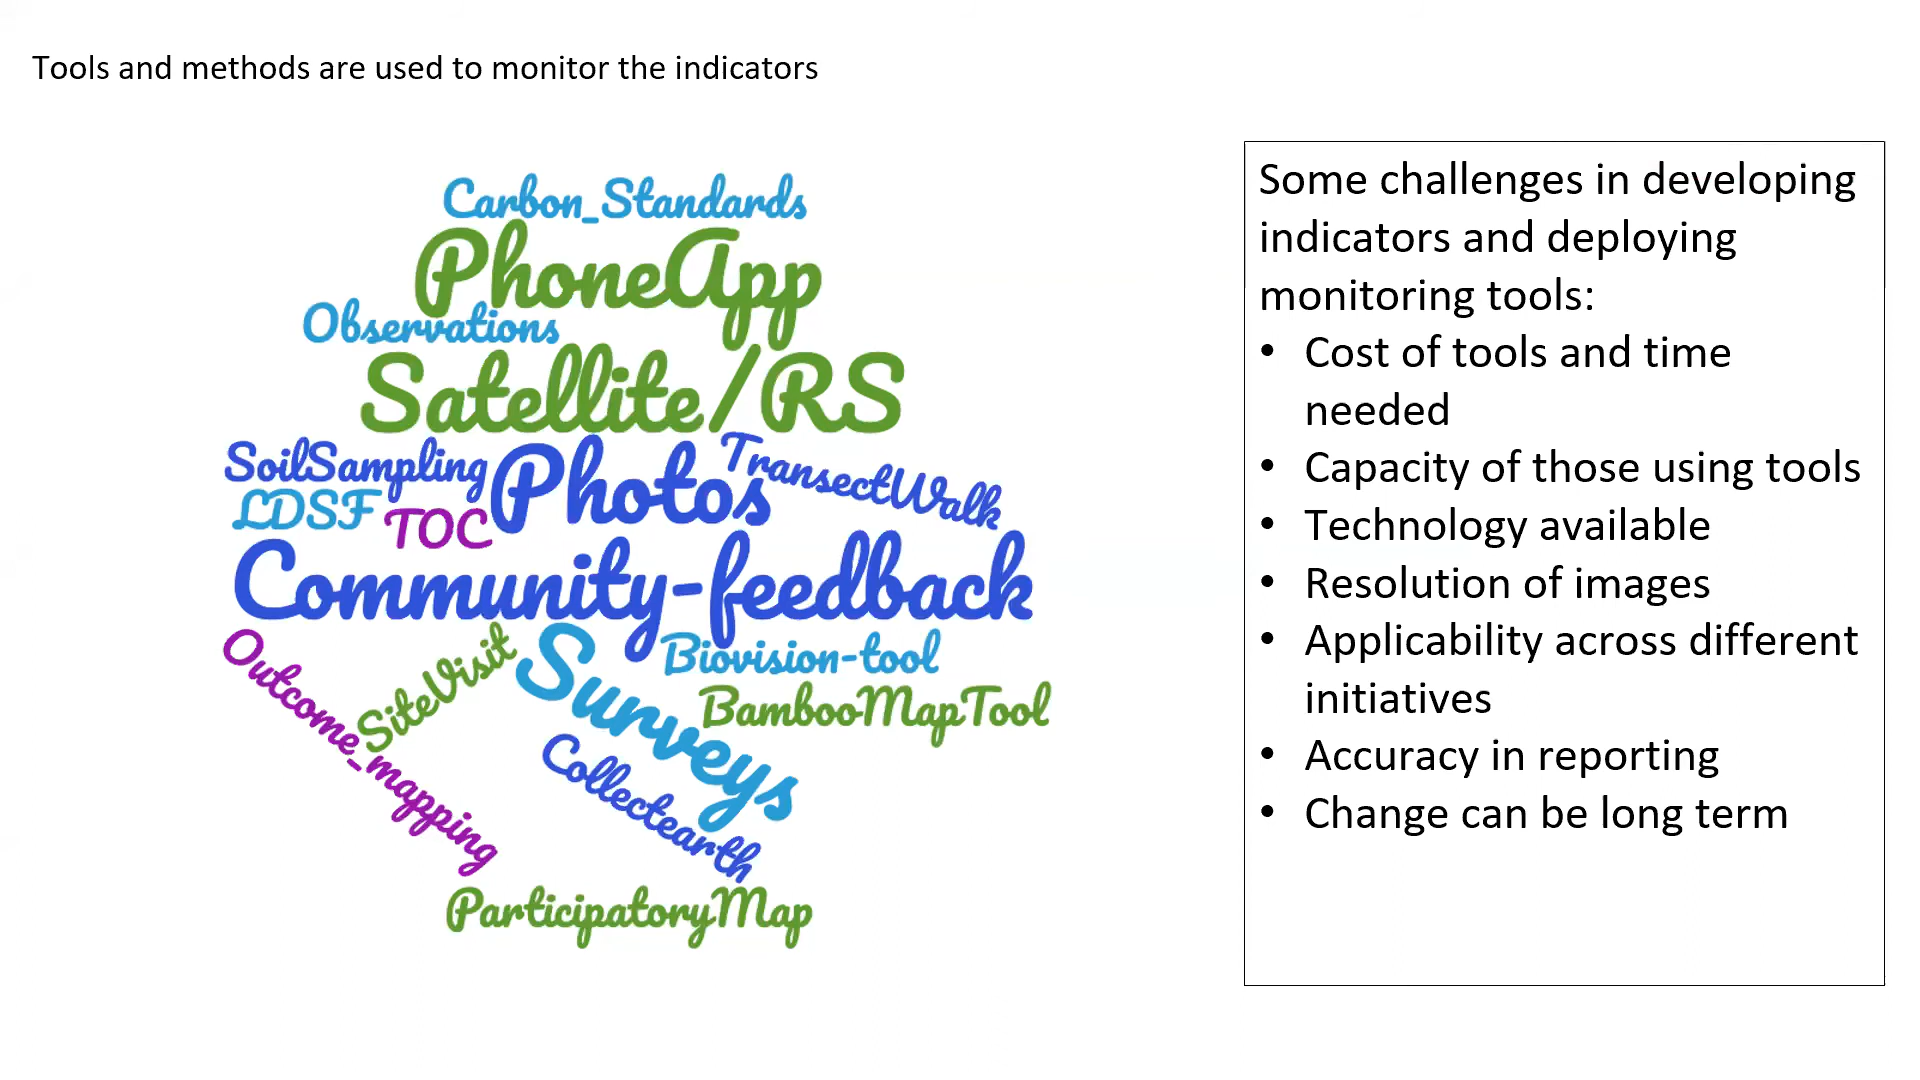 Tools and methods are used to monitor the indicators
Carbon_Standards
PhoneApp
Observations
Satellite/RS
SoilSampling
Photos
TransectWalk
LDSF
TOC
Community-feedback
Outcome_mapping
SiteVisit
Surveys
Biovision-tool
BambooMapTool
Collectearth
ParticipatoryMap
Some challenges in developing
indicators and deploying
monitoring tools:
• Cost of tools and time
needed
• Capacity of those using tools
• Technology available
• Resolution of images
• Applicability across different
initiatives
• Accuracy in reporting
• Change can be long term